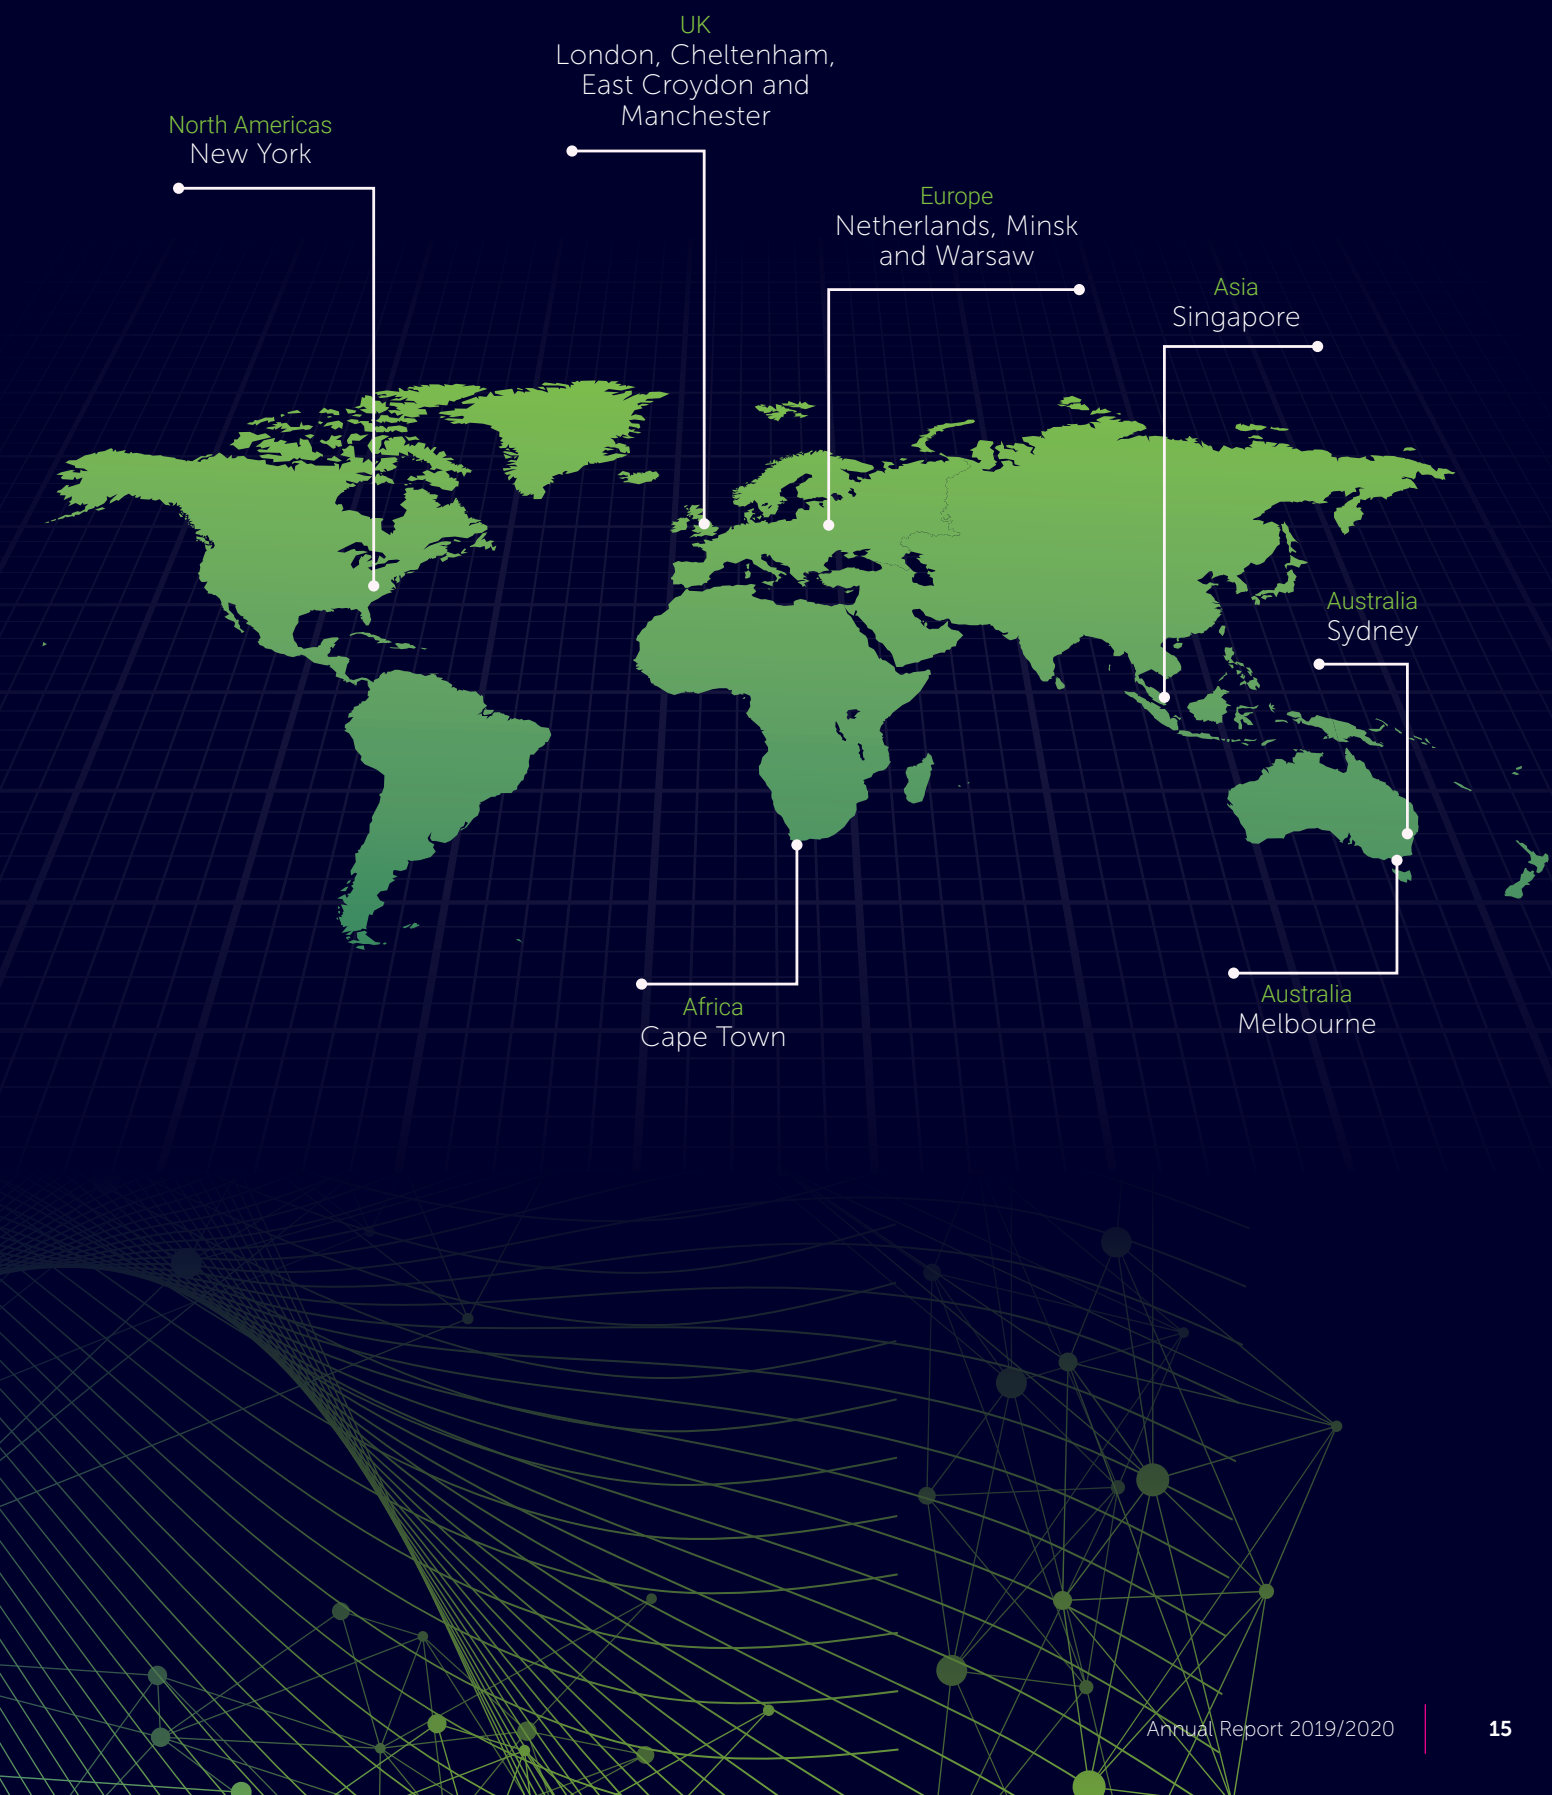 UK
London, Cheltenham,
East Croydon and
Manchester
North Americas
New York
Europe
Netherlands, Minsk
and Warsaw
Asia
Singapore
Australia
Sydney
Africa
Cape Town
Australia
Melbourne
Annual Report 2019/2020
15